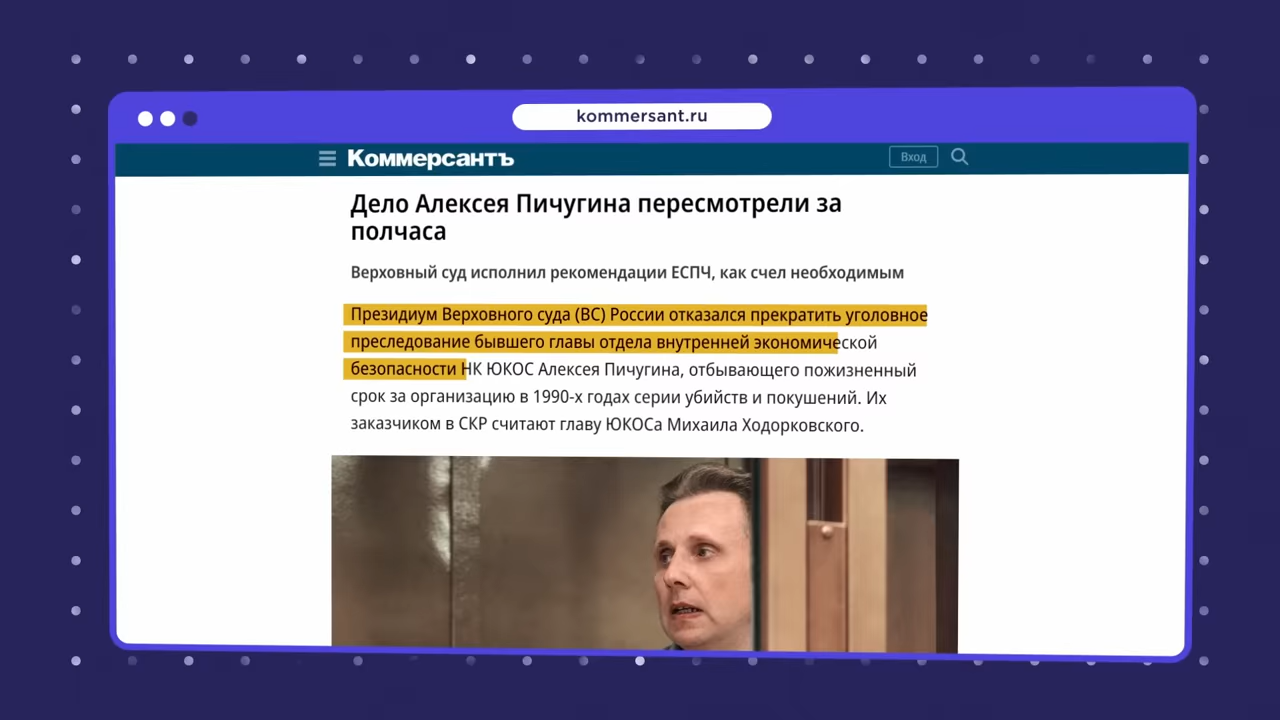 kommersant.ru
Коммерсантъ
Вход
Дело Алексея Пичугина пересмотрели за
полчаса
Верховный суд исполнил рекомендации ЕСПЧ, как счел необходимым
Президиум Верховного суда (ВС) России отказался прекратить уголовное
преследование бывшего главы отдела внутренней экономической
безопасности НК ЮКОС Алексея Пичугина, отбывающего пожизненный
срок за организацию в 1990-х годах серии убийств и покушений. Их
заказчиком в СКР считают главу ЮКОСа Михаила Ходорковского.